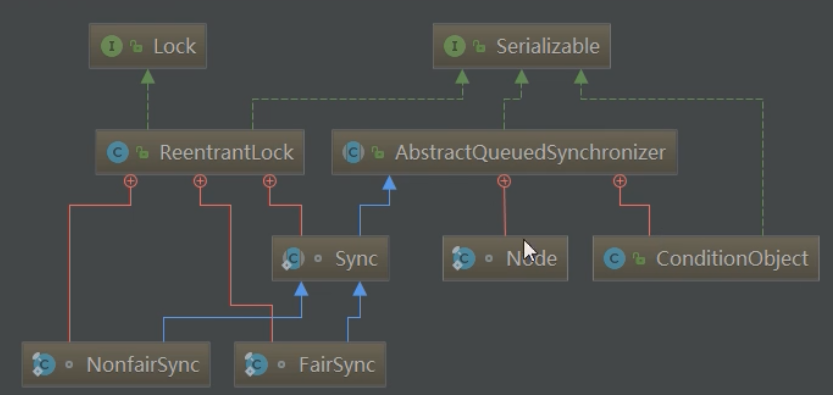 Lock
Serializable
ReentrantLock
AbstractQueuedSynchronizer
Sync
Node
ConditionObject
NonfairSync
FairSync